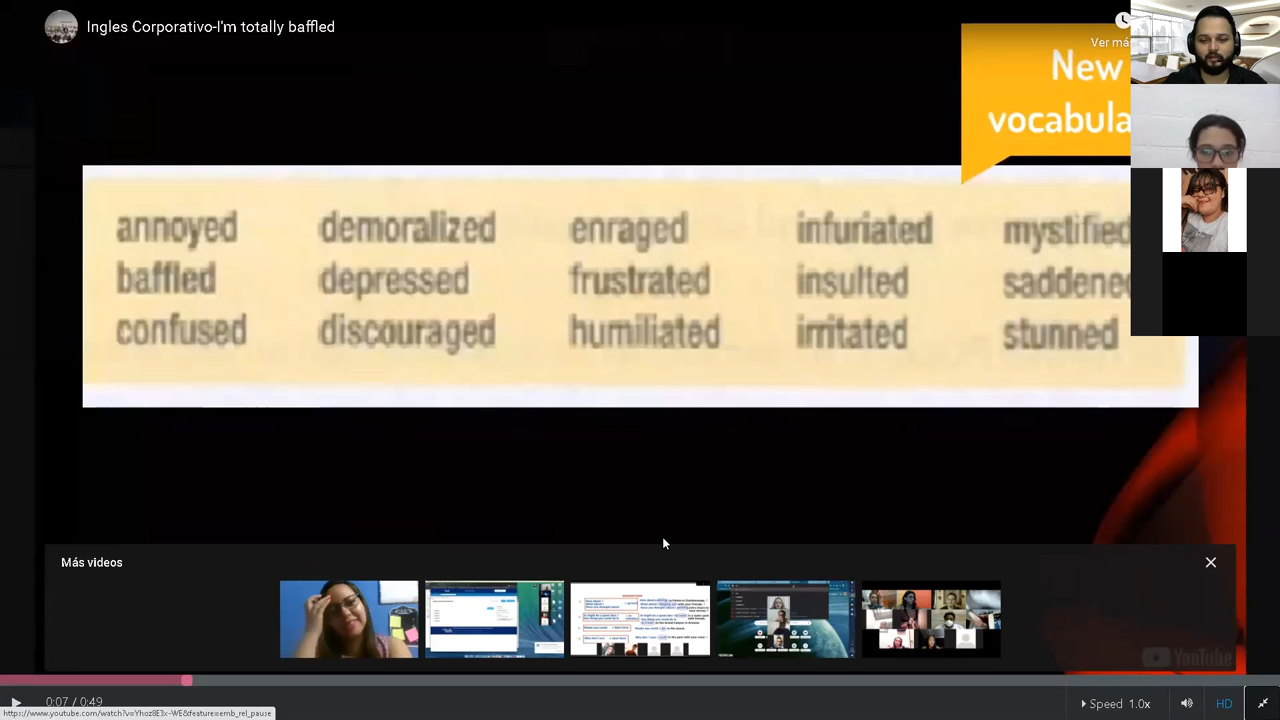 Ingles Corporativo-I'm totally baffled
Ver má
New
vocabula
annoyed demoralized enraged infuriated mystified
baffled depressed frustrated insulted saddened
confused discouraged humiliated irritated stunned
Más videos
YouTube
0:07 / 0:49
Speed 1.0x
HD
https://www.youtube.com/watch?v=Yhoz8E3x-WE&feature=emb_rel_pause